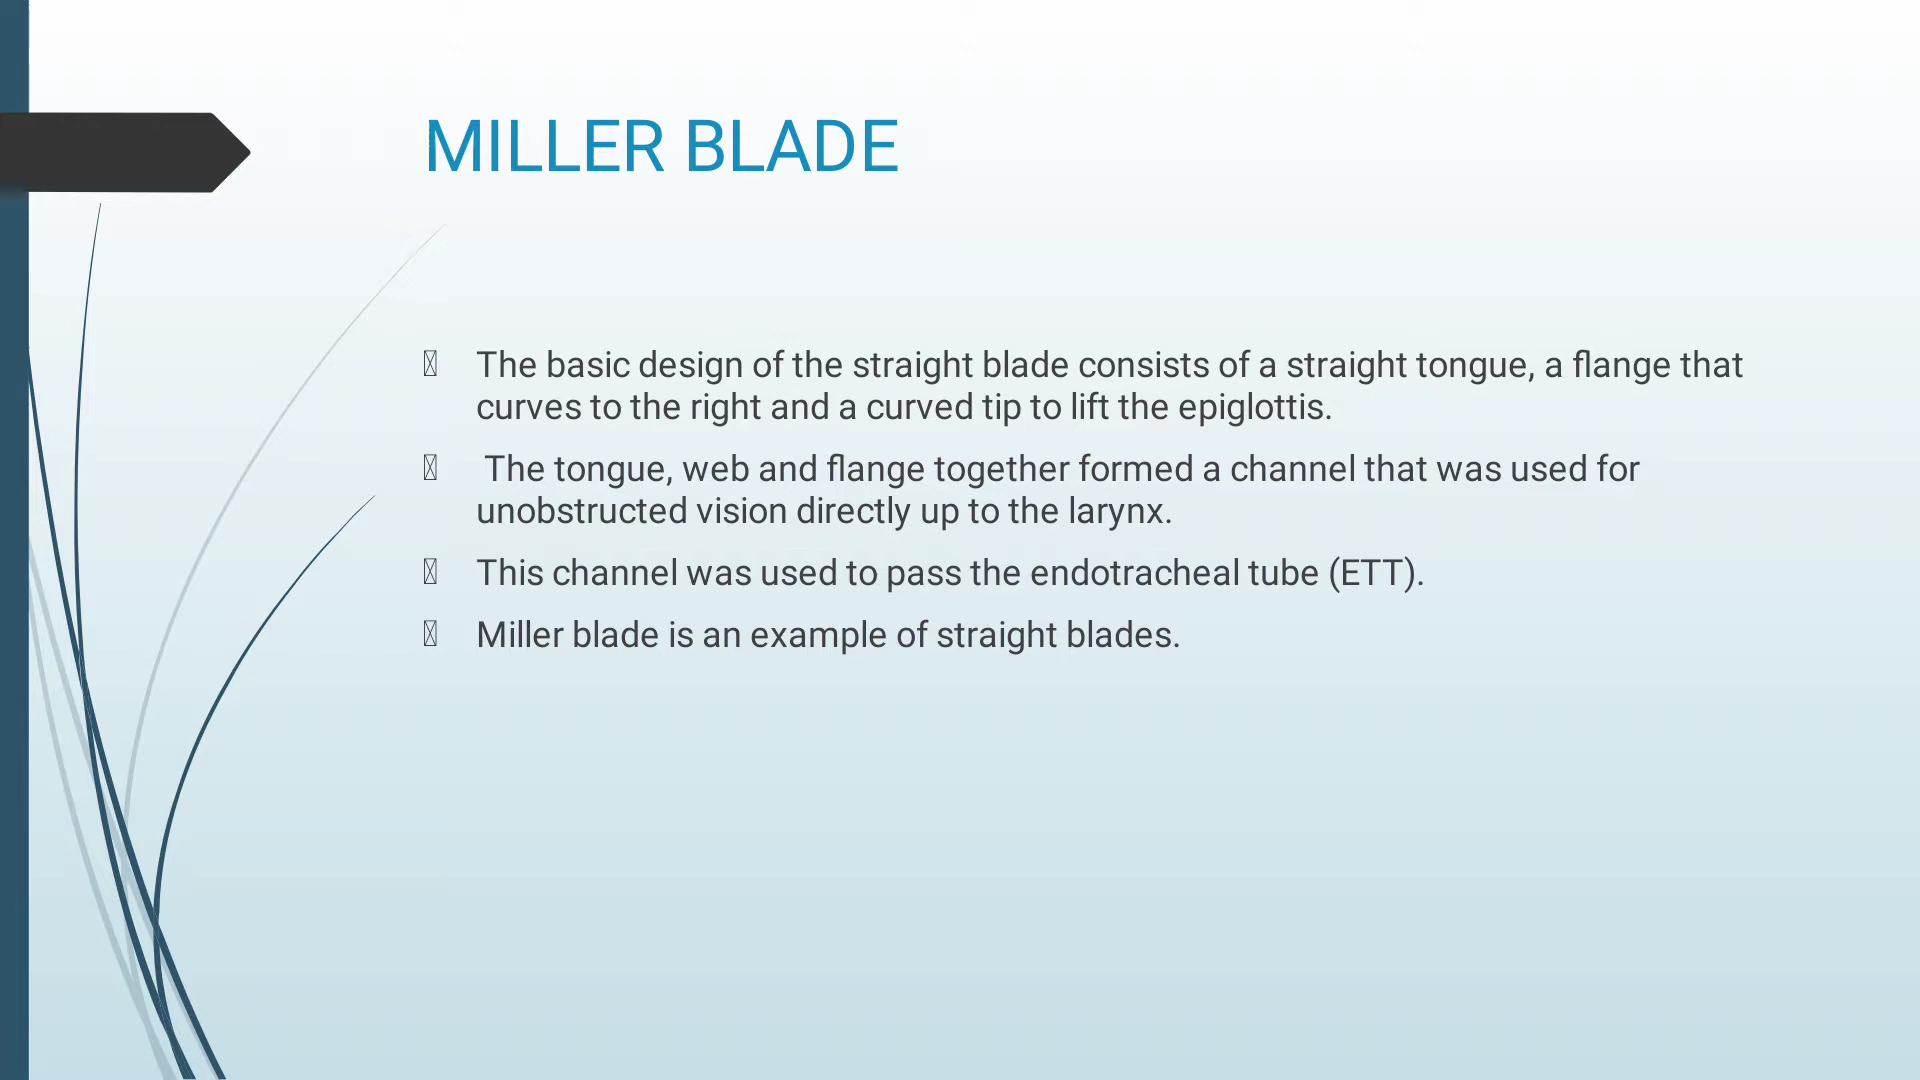 MILLER BLADE
The basic design of the straight blade consists of a straight tongue, a flange that
curves to the right and a curved tip to lift the epiglottis.
The tongue, web and flange together formed a channel that was used for
unobstructed vision directly up to the larynx.
This channel was used to pass the endotracheal tube (ETT).
Miller blade is an example of straight blades.